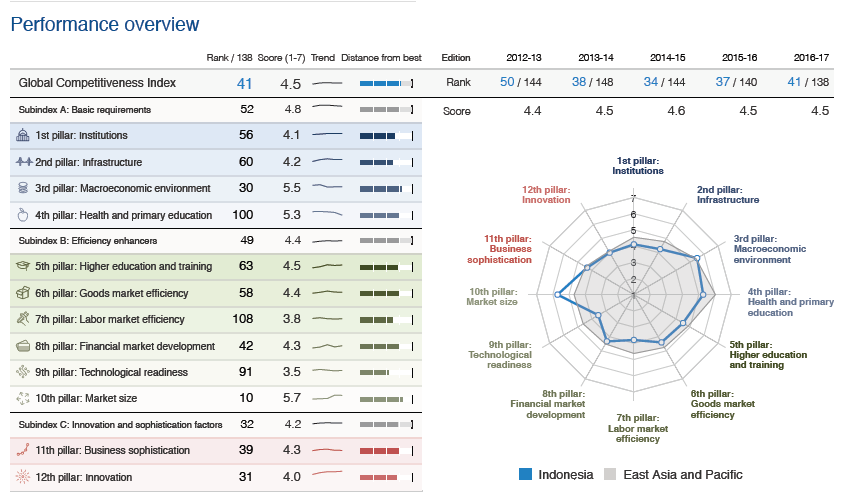 Performance overview
Rank / 138 Score (1-7) Trend Distance from best
Global Competitiveness Index 41 4.5
Subindex A: Basic requirements 52 4.8
1st pillar: Institutions 56 4.1
2nd pillar: Infrastructure 60 4.2
3rd pillar: Macroeconomic environment 30 5.5
4th pillar: Health and primary education 100 5.3
Subindex B: Efficiency enhancers 49 4.4
5th pillar: Higher education and training 63 4.5
6th pillar: Goods market efficiency 58 4.4
7th pillar: Labor market efficiency 108 3.8
8th pillar: Financial market development 42 4.3
9th pillar: Technological readiness 91 3.5
10th pillar: Market size 10 5.7
Subindex C: Innovation and sophistication factors 32 4.2
11th pillar: Business sophistication 39 4.3
12th pillar: Innovation 31 4.0
Edition 2012-13 2013-14 2014-15 2015-16 2016-17
Rank 50 / 144 38 / 148 34 / 144 37 / 140 41 / 138
Score 4.4 4.5 4.6 4.5 4.5
1st pillar:
Institutions
2nd pillar:
Infrastructure
3rd pillar:
Macroeconomic
environment
4th pillar:
Health and primary
education
5th pillar:
Higher education
and training
6th pillar:
Goods market
efficiency
7th pillar:
Labor market
efficiency
8th pillar:
Financial market
development
9th pillar:
Technological
readiness
10th pillar:
Market size
11th pillar:
Business
sophistication
12th pillar:
Innovation
7
6
5
4
3
2
1
Indonesia East Asia and Pacific